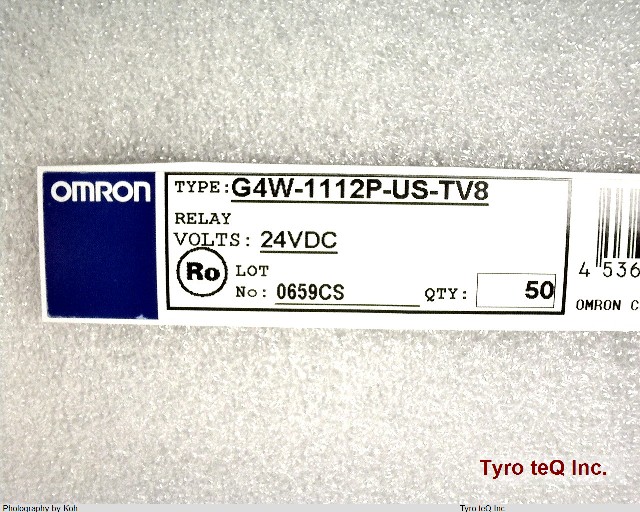 OMRON
TYPE: G4W-1112P-US-TV8
RELAY
VOLTS: 24VDC
Ro
LOT
No: 0659CS QTY: 50
4 536
OMRON C
Tyro teQ Inc.
Photography by Koh Tyro teQ Inc